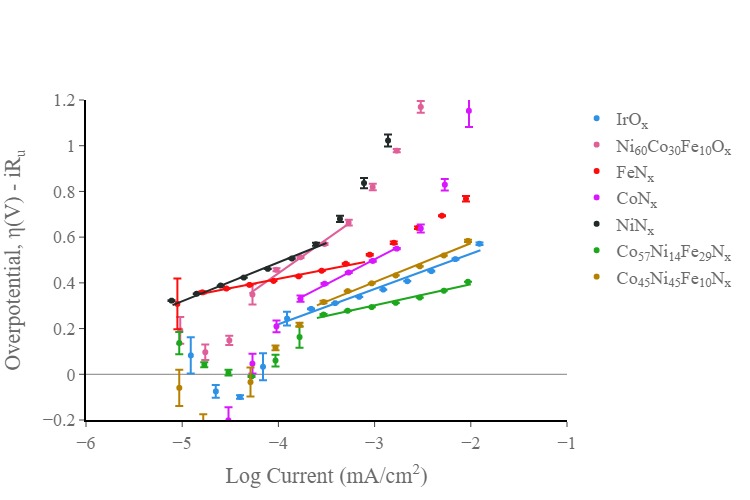 Overpotential, η(V) - iRᵤ
1.2
1
0.8
0.6
0.4
0.2
0
−0.2
−6
−5
−4
−3
−2
−1
Log Current (mA/cm²)
IrOₓ
Ni₆₀Co₃₀Fe₁₀Oₓ
FeNₓ
CoNₓ
NiNₓ
Co₅₇Ni₁₄Fe₂₉Nₓ
Co₄₅Ni₄₅Fe₁₀Nₓ